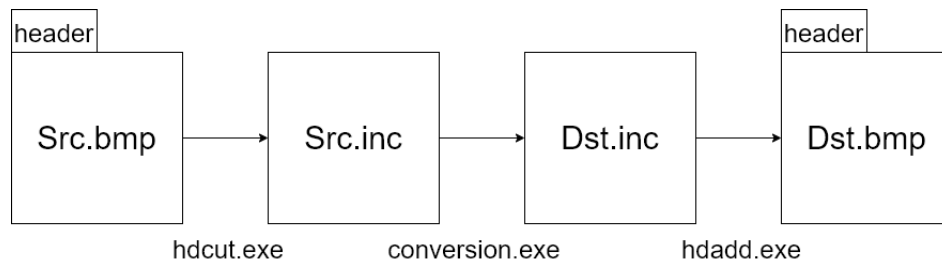 header
header
Src.bmp
Src.inc
Dst.inc
Dst.bmp
hdcut.exe
conversion.exe
hdadd.exe